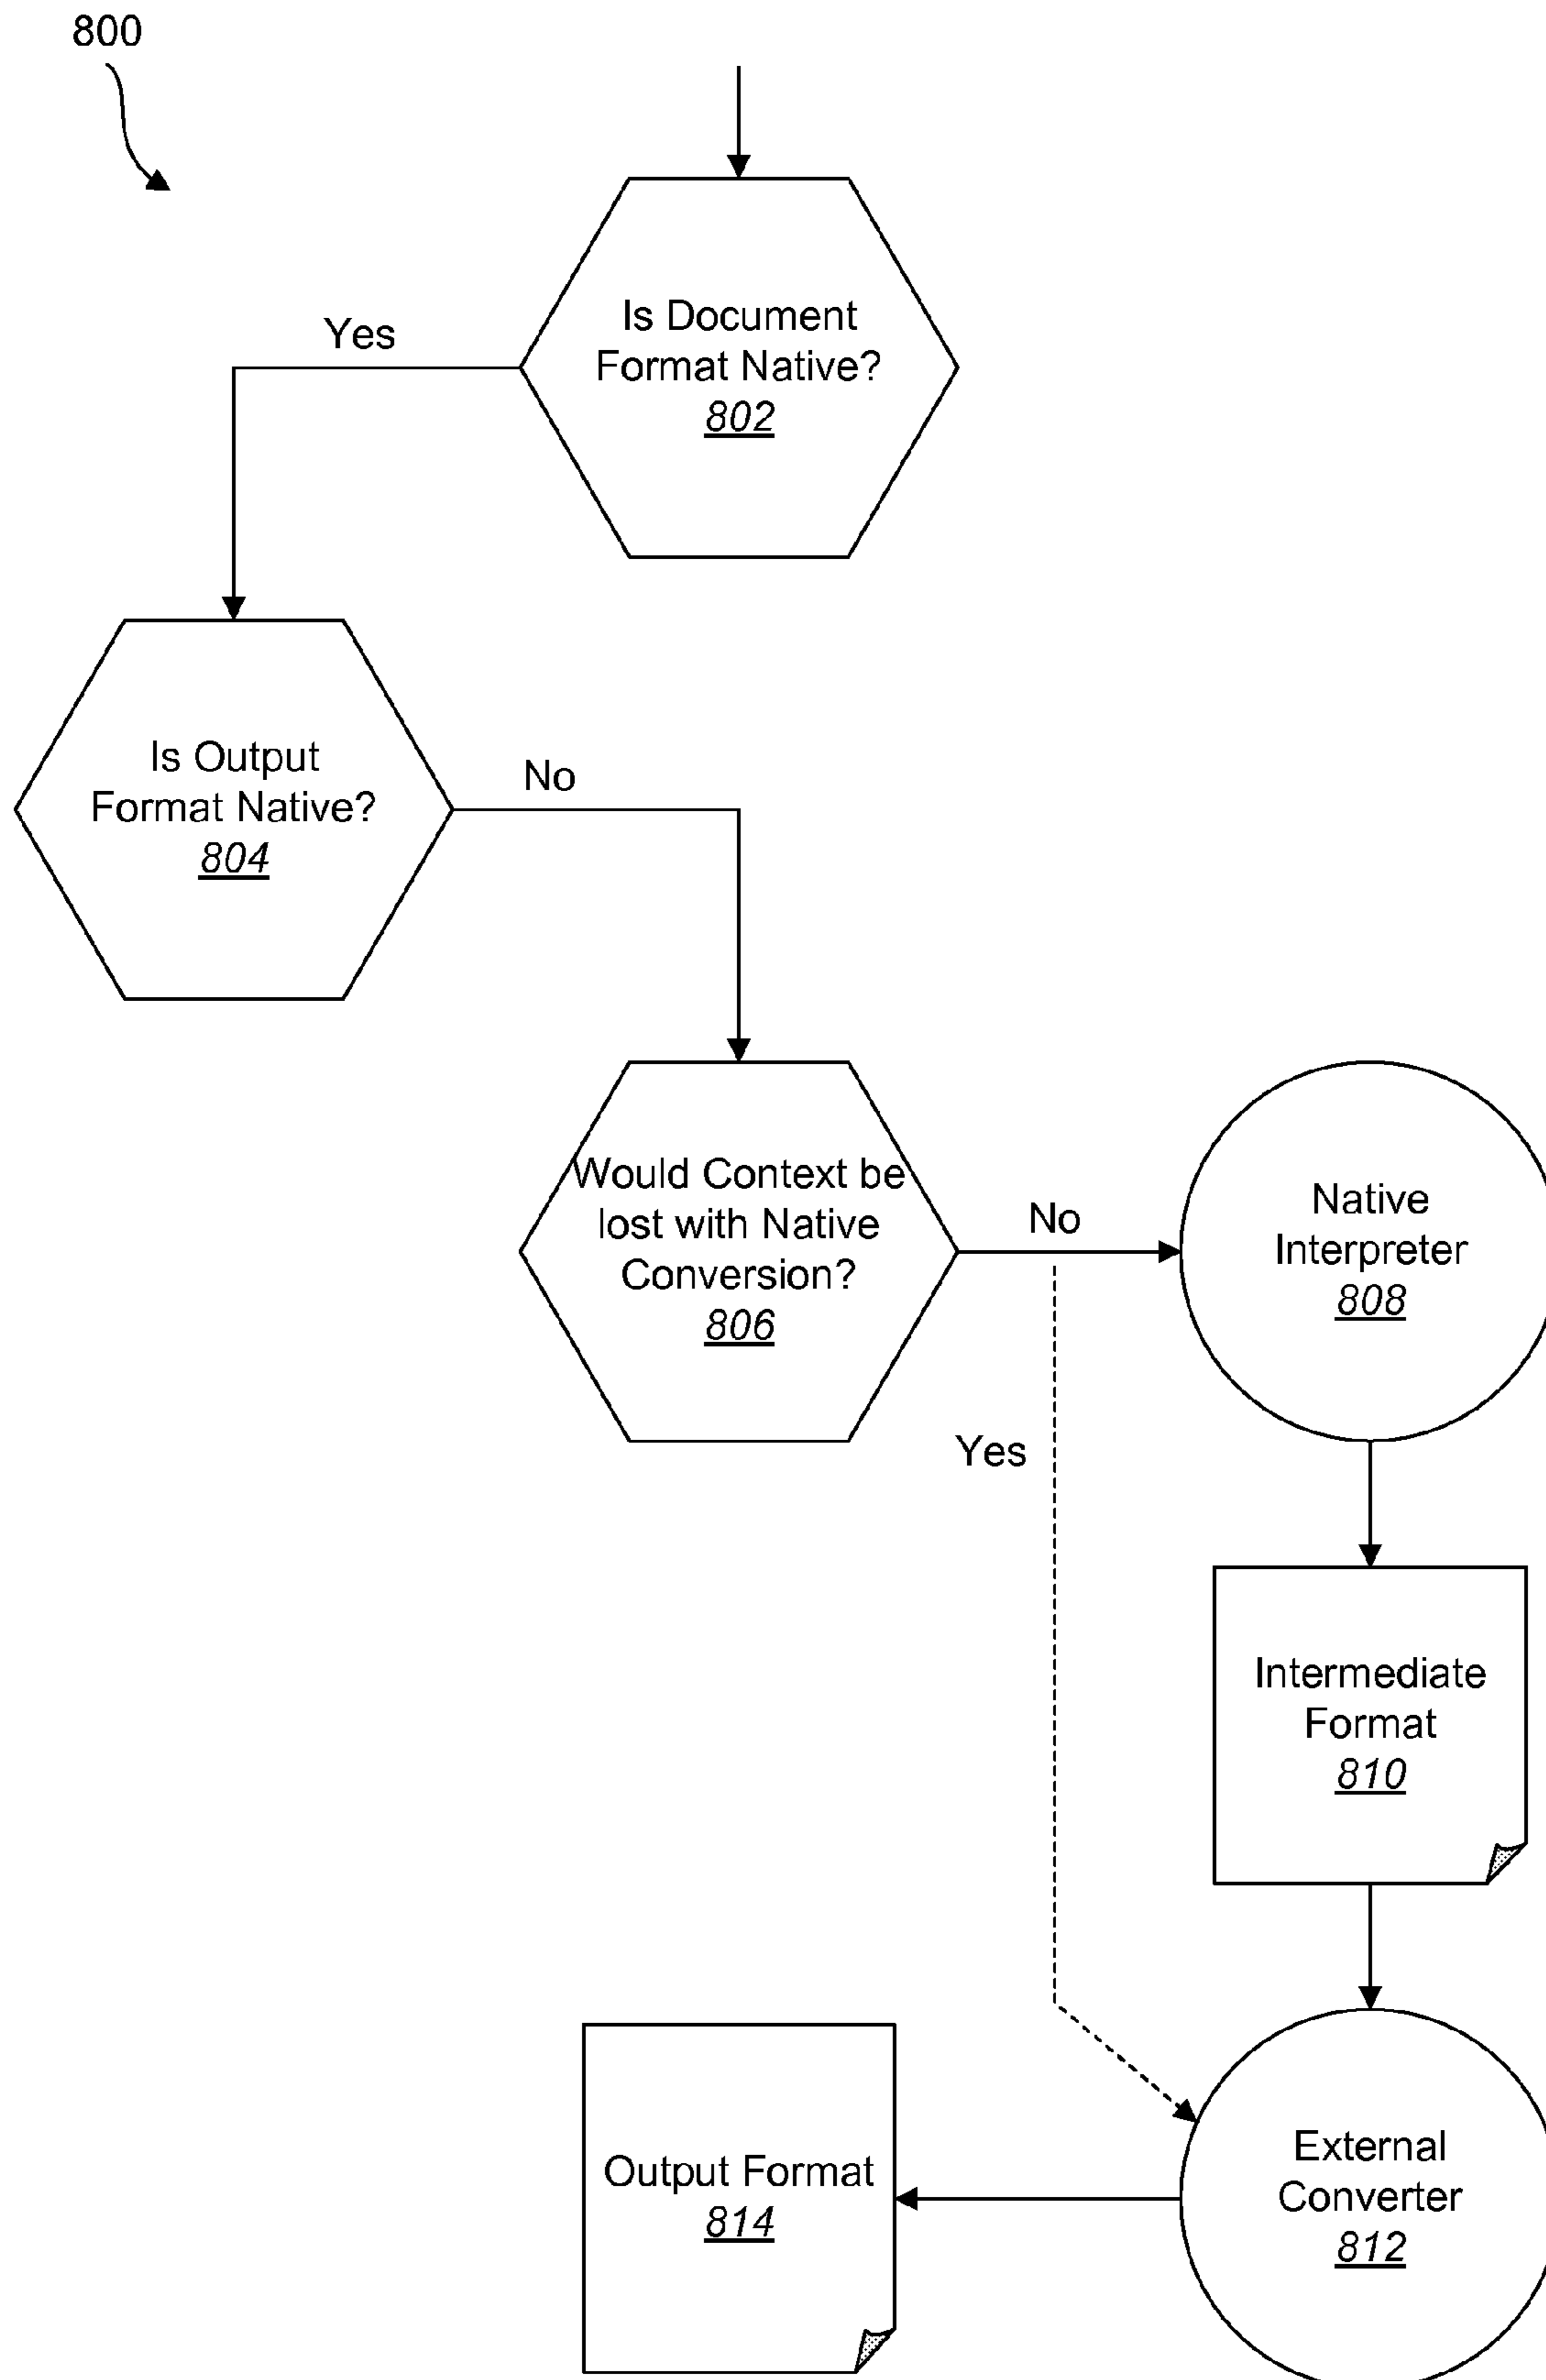 800
Is Document
Format Native?
802
Yes
Is Output
Format Native?
804
No
Would Context be
lost with Native
Conversion?
806
No
Native
Interpreter
808
Yes
Intermediate
Format
810
Output Format
814
External
Converter
812